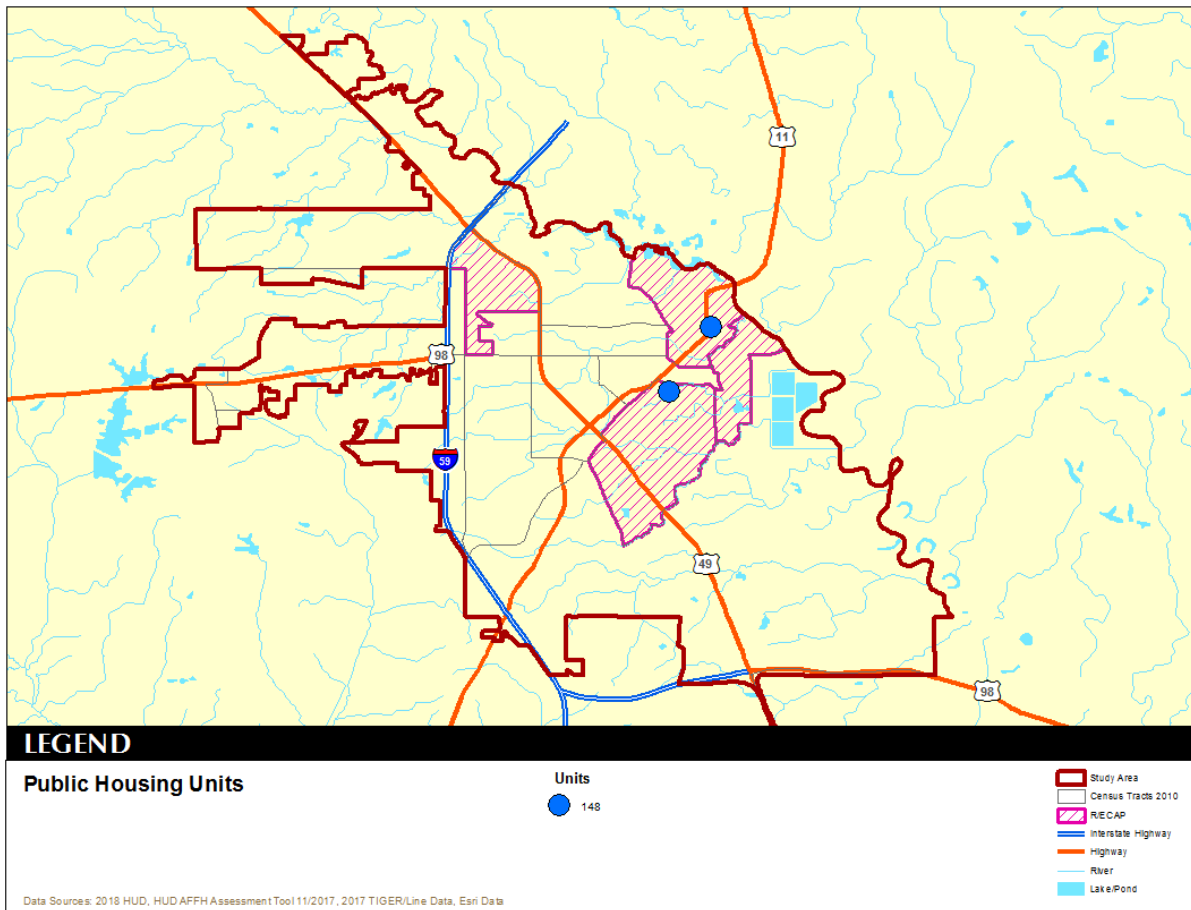 11
98
59
49
98
LEGEND
Public Housing Units
Units
148
Study Area
Census Tracts 2010
R/ECAP
Interstate Highway
Highway
River
Lake/Pond
Data Sources: 2018 HUD, HUD AFFH Assessment Tool 11/2017, 2017 TIGER/Line Data, Esri Data